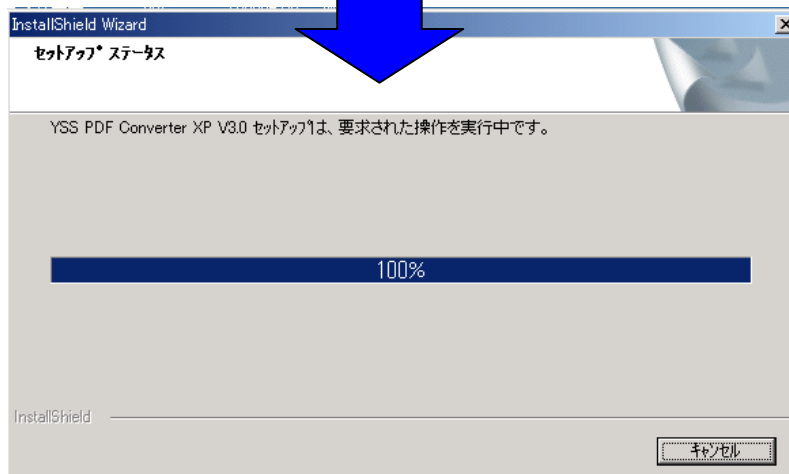 InstallShield Wizard
セットアップ ステータス
YSS PDF Converter XP V3.0 セットアップは、要求された操作を実行中です。
100%
InstallShield
キャンセル